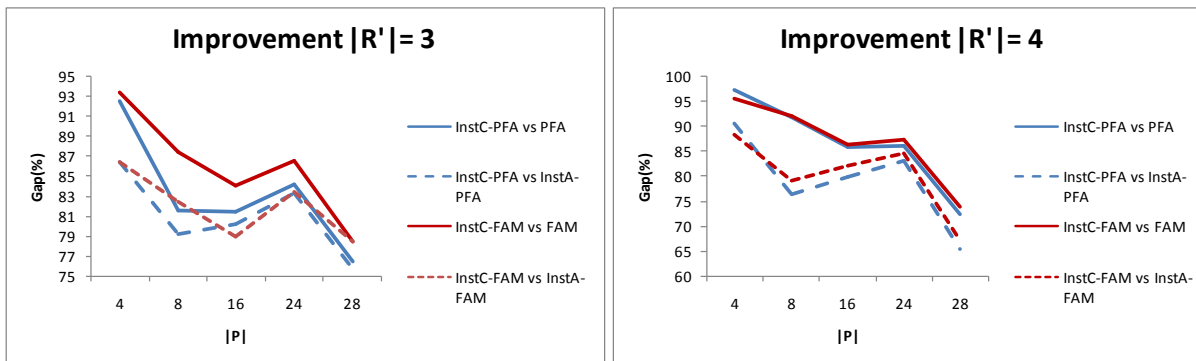 Improvement |R'|= 3
95
93
91
89
87
85
83
81
79
77
75
Gap(%)
4
8
16
24
28
|P|
InstC-PFA vs PFA
InstC-PFA vs InstA-
PFA
InstC-FAM vs FAM
InstC-FAM vs InstA-
FAM
Improvement |R'|= 4
100
95
90
85
80
75
70
65
60
Gap(%)
4
8
16
24
28
|P|
InstC-PFA vs PFA
InstC-PFA vs InstA-
PFA
InstC-FAM vs FAM
InstC-FAM vs InstA-
FAM